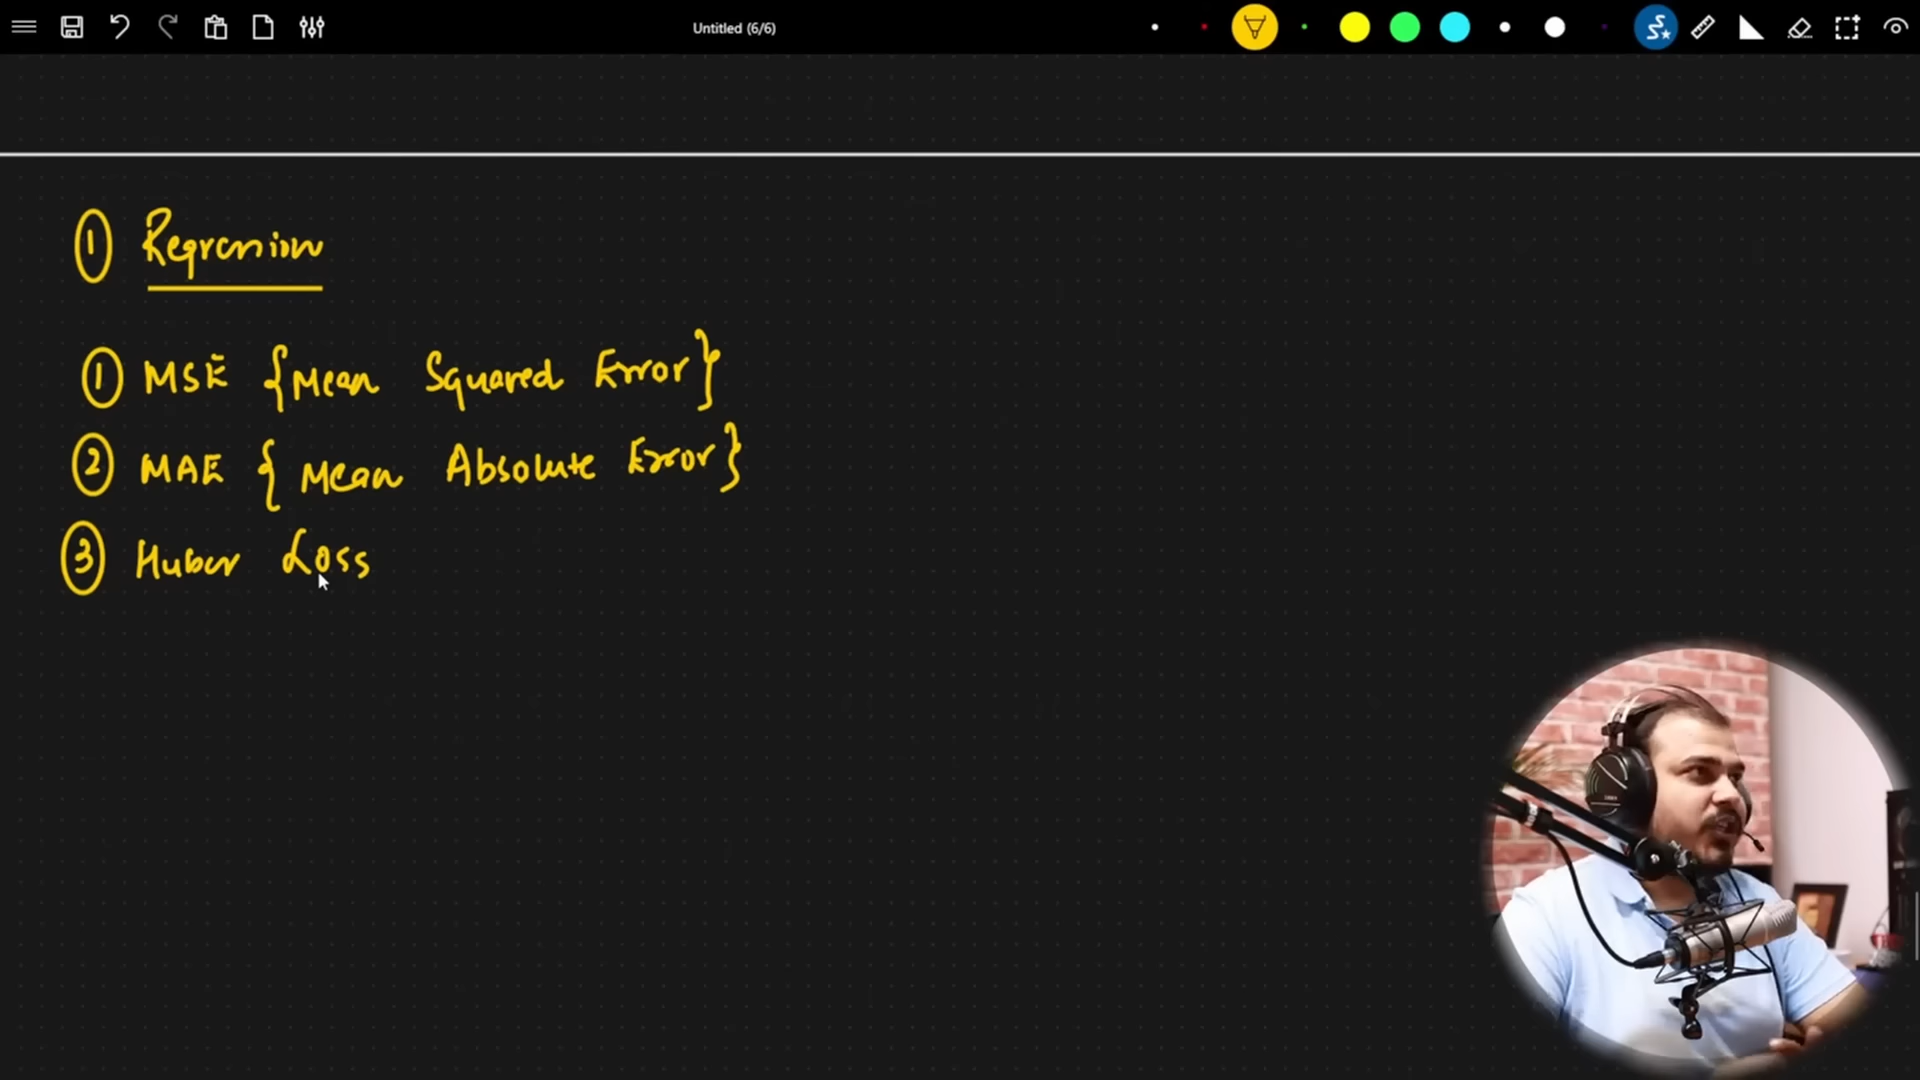 Untitled (6/6)
① Regression
① MSE {Mean Squared Error}
② MAE {Mean Absolute Error}
③ Huber Loss